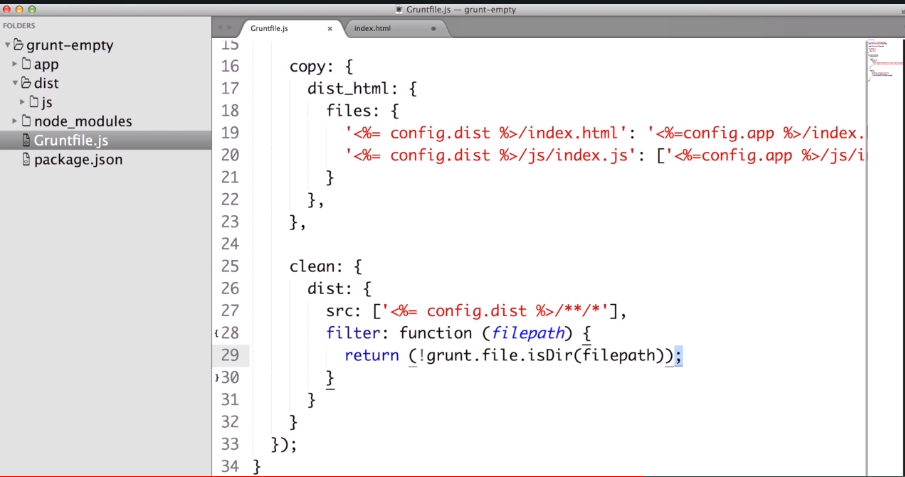 Gruntfile.js — grunt-empty
FOLDERS
grunt-empty
app
dist
js
node_modules
Gruntfile.js
package.json
Gruntfile.js × index.html
15
16 copy: {
17 dist_html: {
18 files: {
19 '<%= config.dist %>/index.html': '<%=config.app %>/index.
20 '<%= config.dist %>/js/index.js': ['<%=config.app %>/js/i
21 }
22 },
23 },
24
25 clean: {
26 dist: {
27 src: ['<%= config.dist %>/**/*'],
28 filter: function (filepath) {
29 return (!grunt.file.isDir(filepath));
30 }
31 }
32 }
33 });
34 }